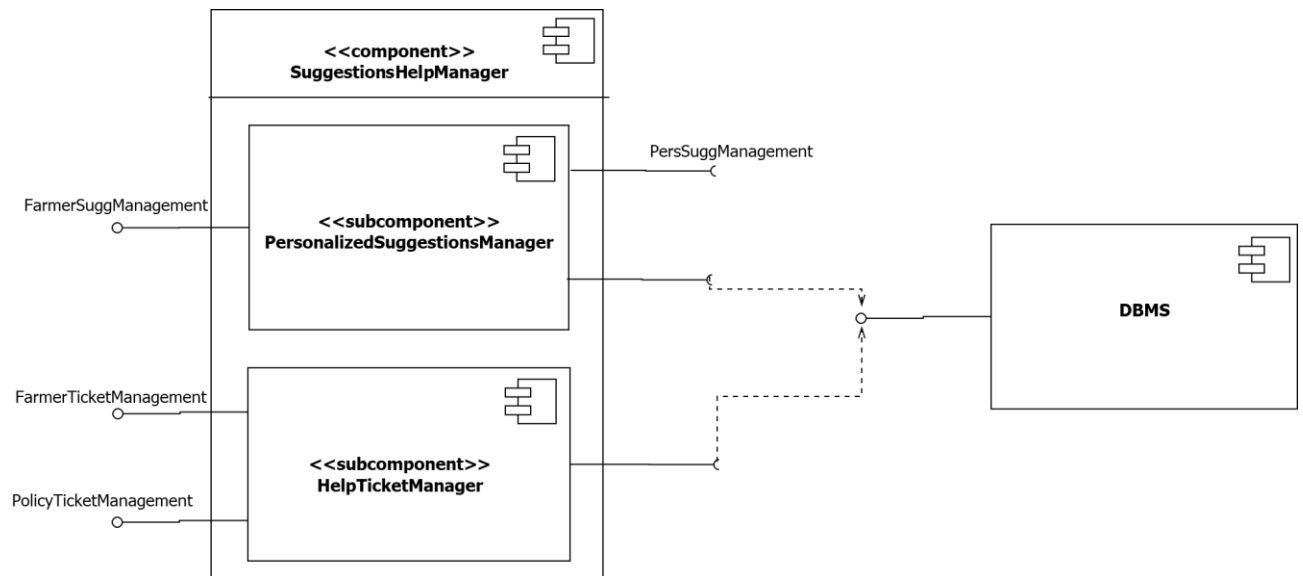 <<component>>
SuggestionsHelpManager
PersSuggManagement
FarmerSuggManagement
<<subcomponent>>
PersonalizedSuggestionsManager
DBMS
FarmerTicketManagement
<<subcomponent>>
HelpTicketManager
PolicyTicketManagement